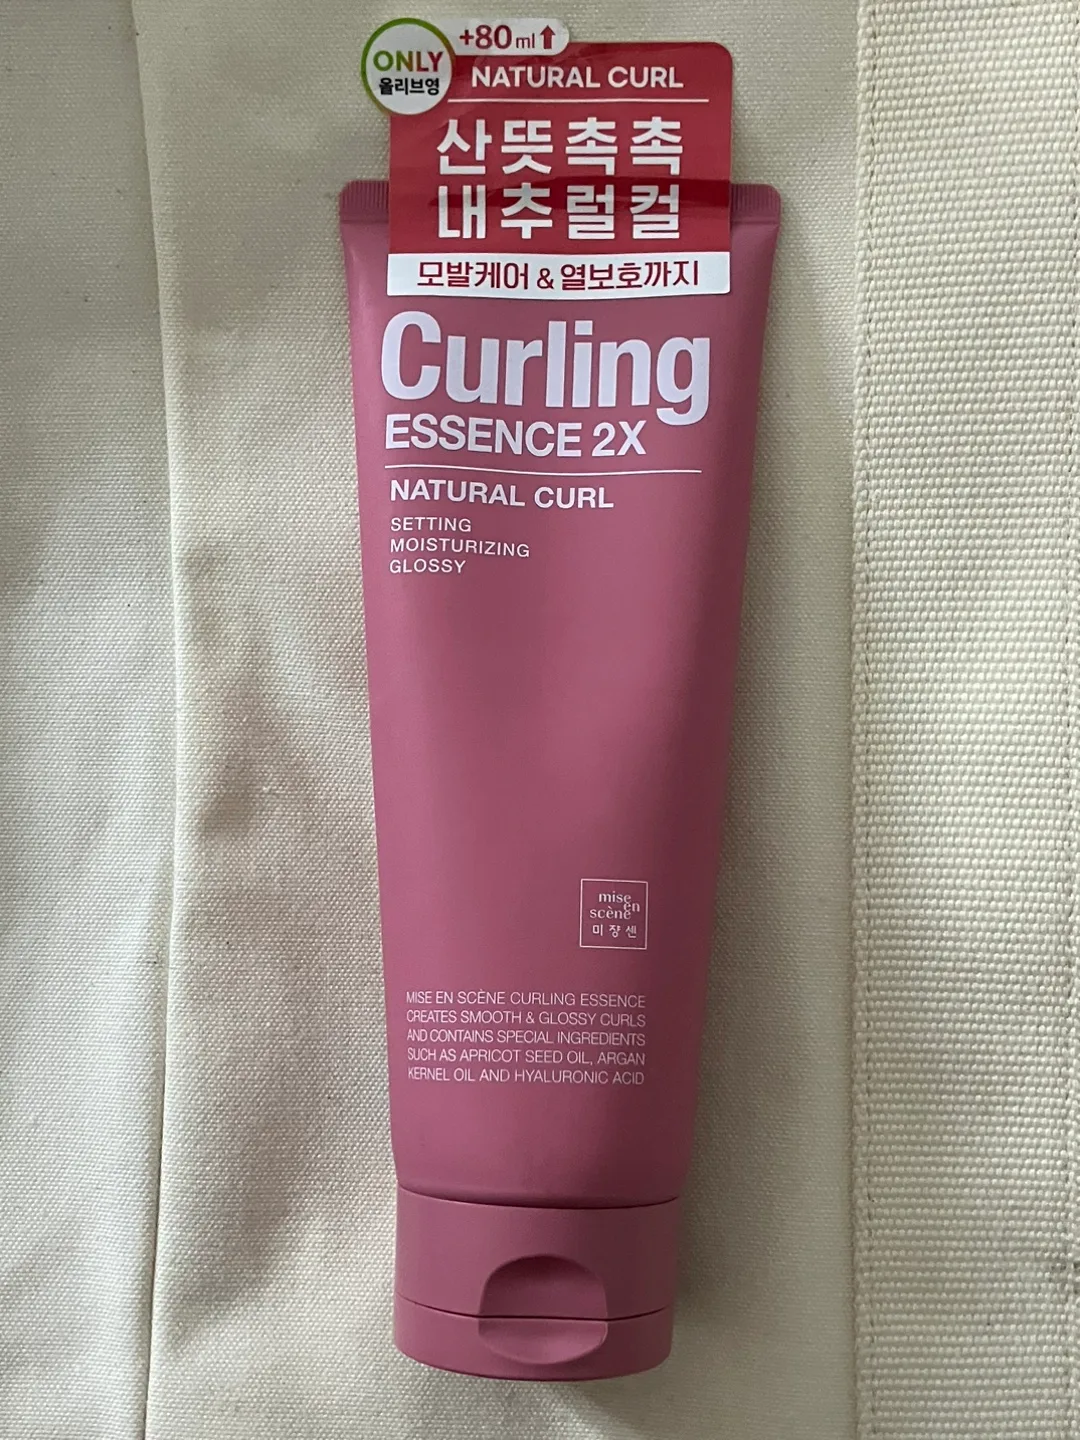 +80ml↑
ONLY
올리브영
NATURAL CURL
산뜻촉촉
내추럴컬
모발케어 & 열보호까지
Curling
ESSENCE 2X
NATURAL CURL
SETTING
MOISTURIZING
GLOSSY
mise
en
scène
미쟝센
MISE EN SCÈNE CURLING ESSENCE
CREATES SMOOTH & GLOSSY CURLS
AND CONTAINS SPECIAL INGREDIENTS
SUCH AS APRICOT SEED OIL, ARGAN
KERNEL OIL AND HYALURONIC ACID